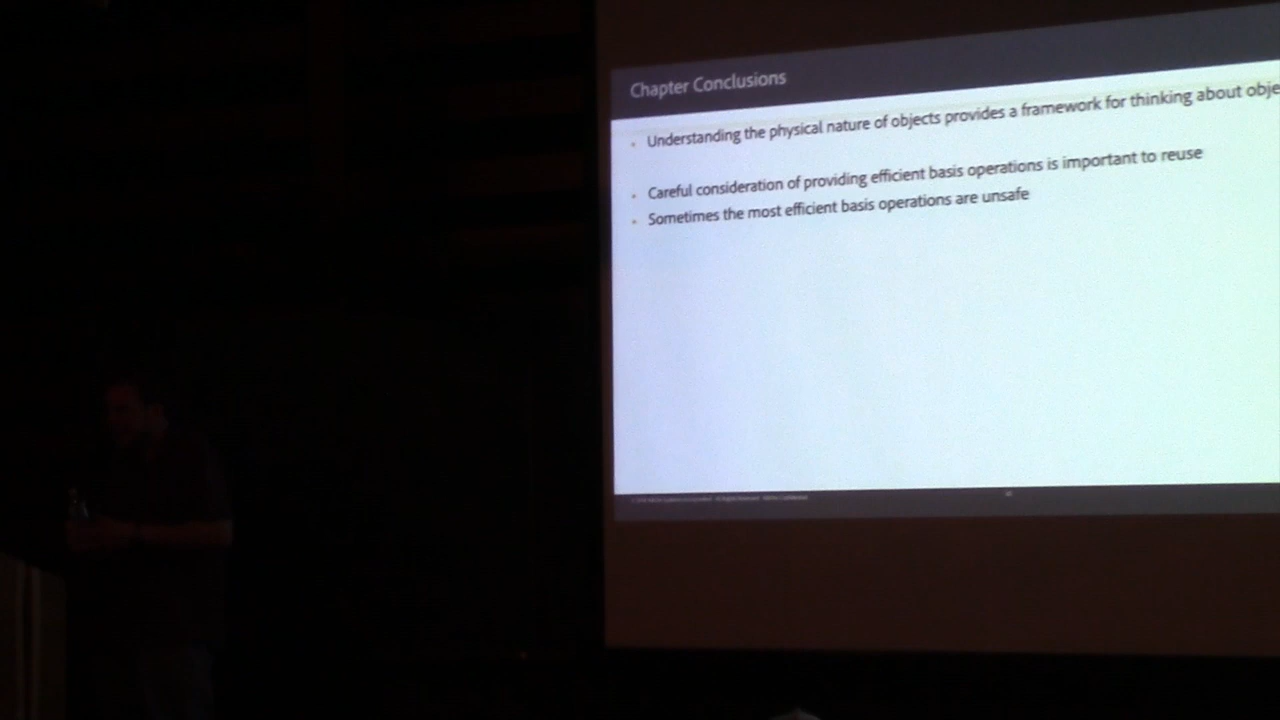 Chapter Conclusions
Understanding the physical nature of objects provides a framework for thinking about obje
Careful consideration of providing efficient basis operations is important to reuse
Sometimes the most efficient basis operations are unsafe